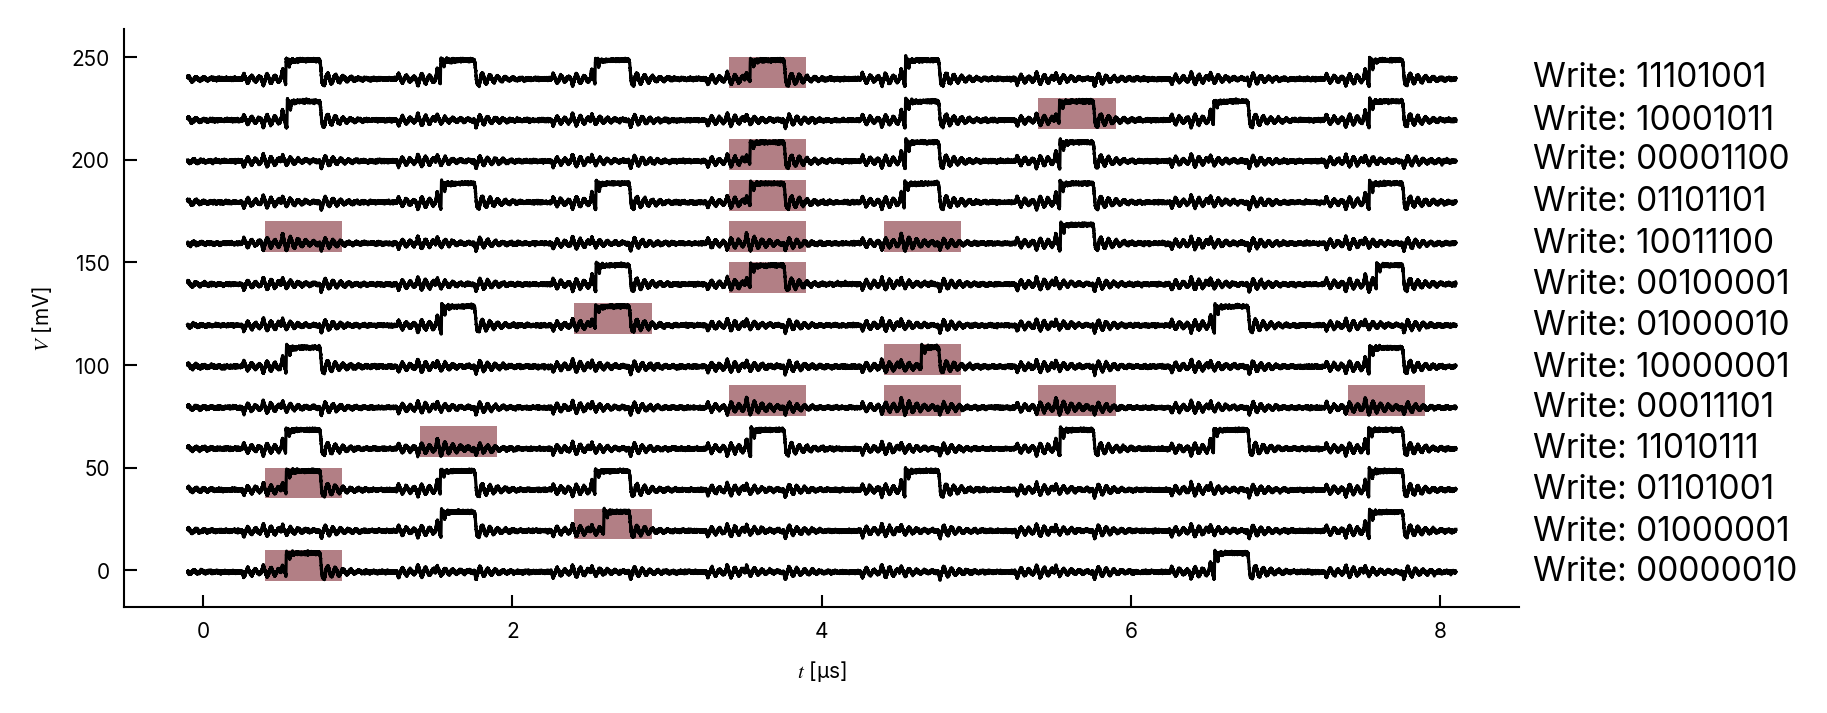 250
200
150
100
50
0
V [mV]
0 2 4 6 8
t [µs]
Write: 11101001
Write: 10001011
Write: 00001100
Write: 01101101
Write: 10011100
Write: 00100001
Write: 01000010
Write: 10000001
Write: 00011101
Write: 11010111
Write: 01101001
Write: 01000001
Write: 00000010